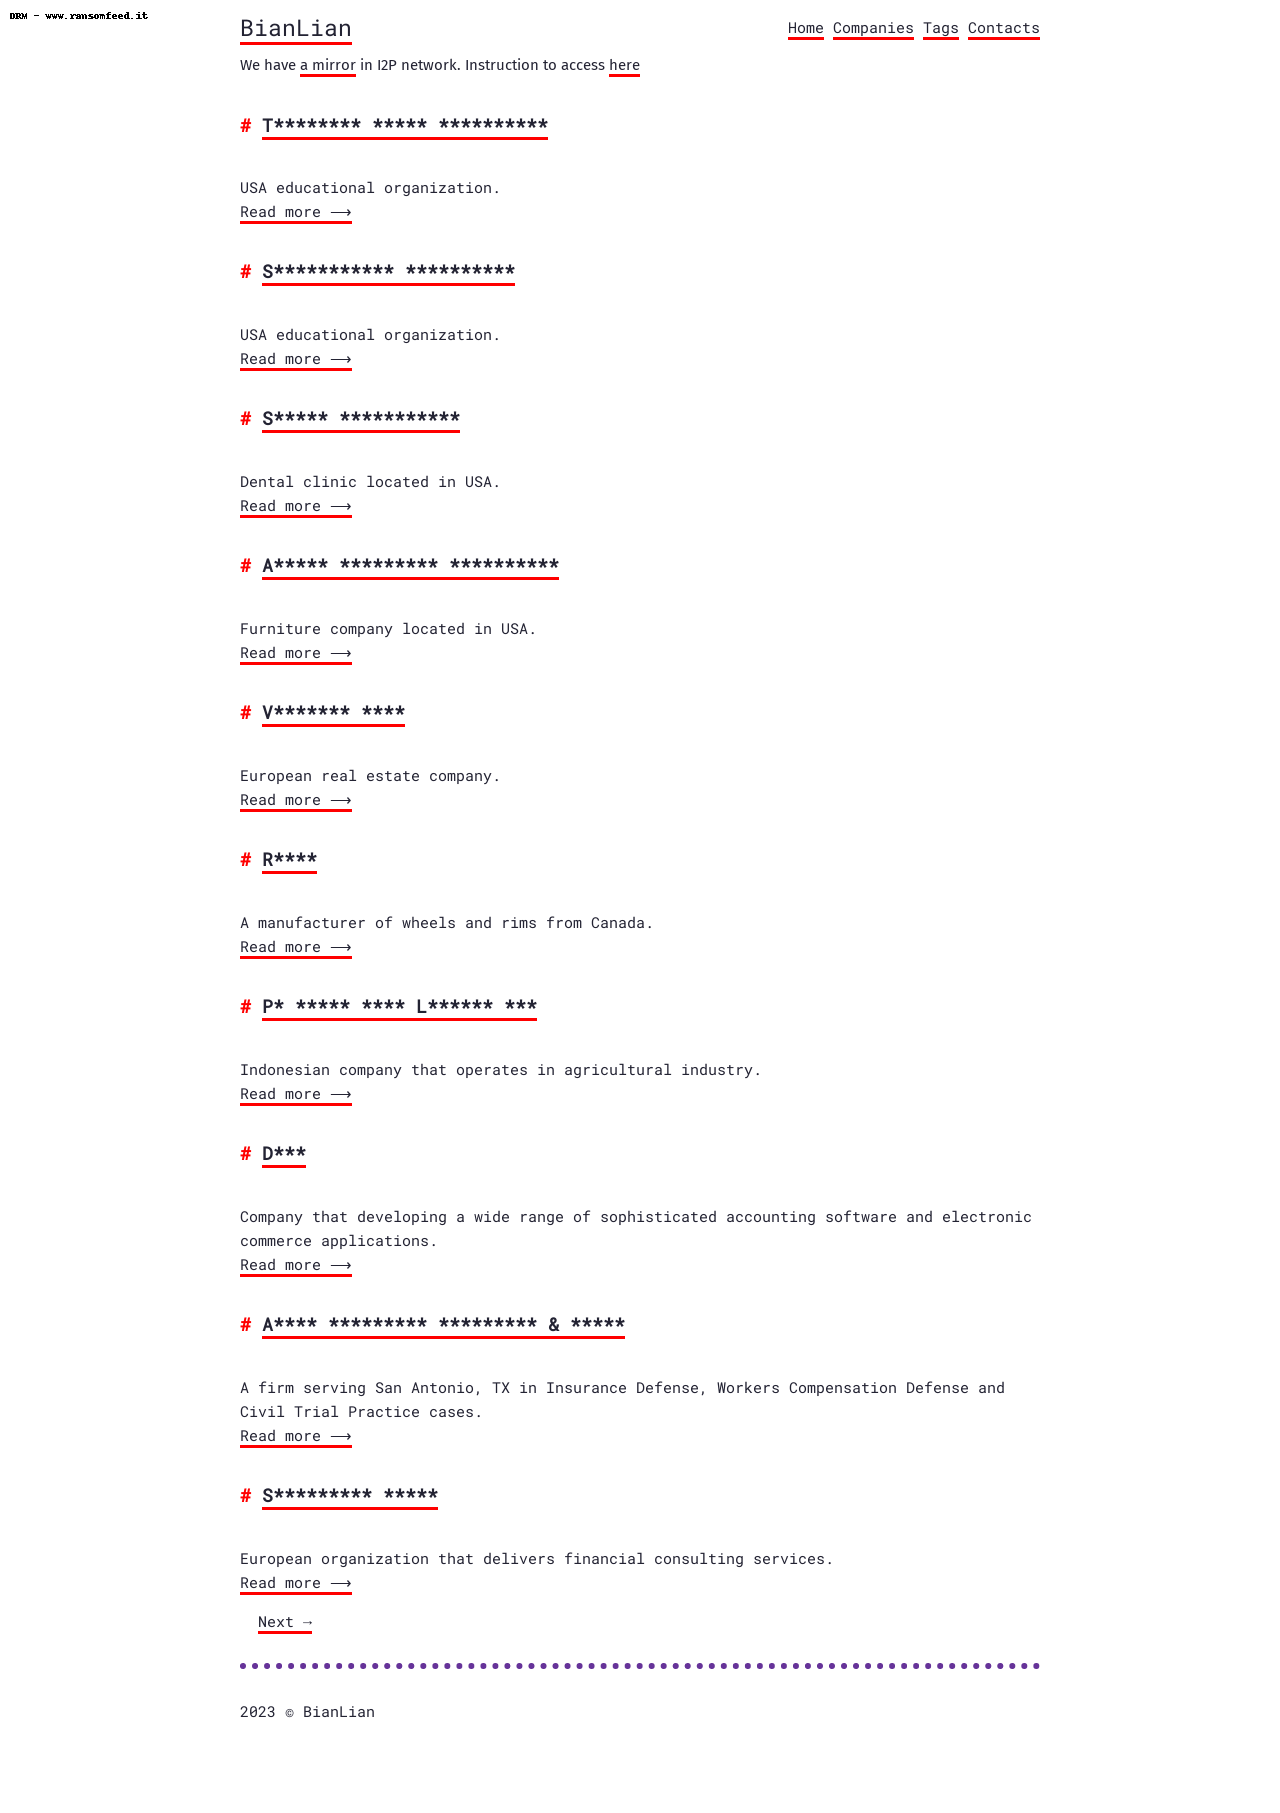 DRW - www.ransomfeed.it
BianLian
Home Companies Tags Contacts
We have a mirror in I2P network. Instruction to access here
# T******** ***** **********
USA educational organization.
Read more ⟶
# S*********** **********
USA educational organization.
Read more ⟶
# S***** ***********
Dental clinic located in USA.
Read more ⟶
# A***** ********* **********
Furniture company located in USA.
Read more ⟶
# V******* ****
European real estate company.
Read more ⟶
# R****
A manufacturer of wheels and rims from Canada.
Read more ⟶
# P* ***** **** L****** ***
Indonesian company that operates in agricultural industry.
Read more ⟶
# D***
Company that developing a wide range of sophisticated accounting software and electronic
commerce applications.
Read more ⟶
# A**** ********* ********* & *****
A firm serving San Antonio, TX in Insurance Defense, Workers Compensation Defense and
Civil Trial Practice cases.
Read more ⟶
# S********* *****
European organization that delivers financial consulting services.
Read more ⟶
Next →
2023 © BianLian